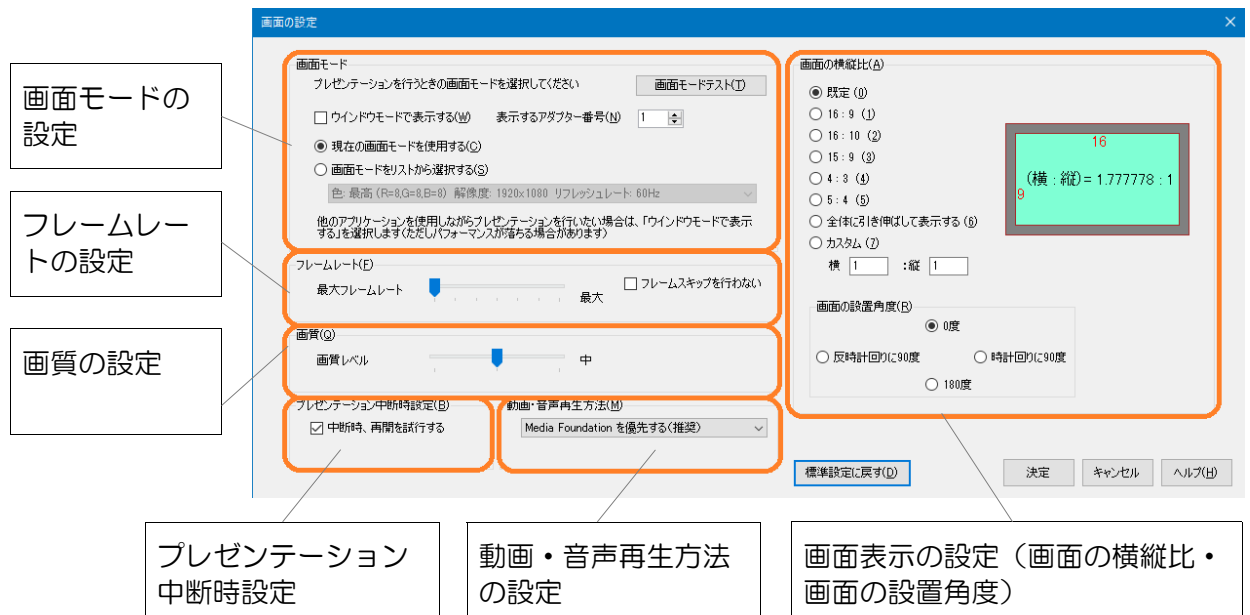 画面の設定
画面モードの
設定
フレームレー
トの設定
画質の設定
画面モード
プレゼンテーションを行うときの画面モードを選択してください
画面モードテスト(T)
ウインドウモードで表示する(W)
表示するアダプター番号(N)
1
現在の画面モードを使用する(C)
画面モードをリストから選択する(S)
色: 最高 (R=8,G=8,B=8) 解像度: 1920x1080 リフレッシュレート: 60Hz
他のアプリケーションを使用しながらプレゼンテーションを行いたい場合は、「ウインドウモードで表示
する」を選択します(ただしパフォーマンスが落ちる場合があります)
フレームレート(F)
最大フレームレート
最大
フレームスキップを行わない
画質(Q)
画質レベル
中
プレゼンテーション中断時設定(B)
中断時、再開を試行する
動画・音声再生方法(M)
Media Foundation を優先する(推奨)
画面の横縦比(A)
既定 (0)
16 : 9 (1)
16 : 10 (2)
15 : 9 (3)
4 : 3 (4)
5 : 4 (5)
全体に引き伸ばして表示する (6)
カスタム (7)
横 1 :縦 1
16
(横 : 縦)= 1.777778 : 1
9
画面の設置角度(R)
0度
反時計回りに90度
時計回りに90度
180度
標準設定に戻す(D)
決定
キャンセル
ヘルプ(H)
プレゼンテーション
中断時設定
動画・音声再生方法
の設定
画面表示の設定（画面の横縦比・
画面の設置角度）